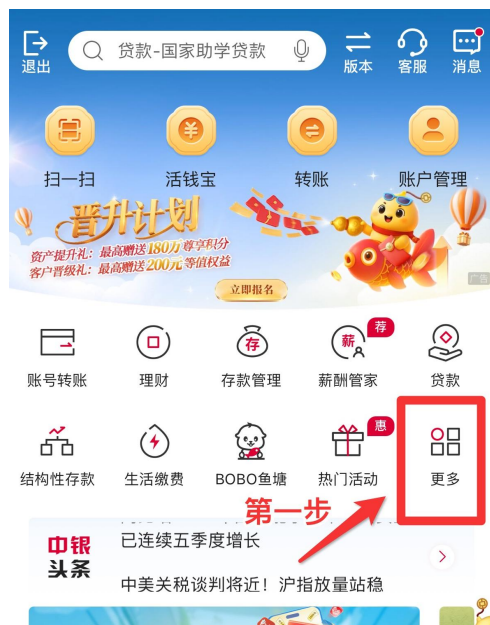 退出
贷款-国家助学贷款
版本
客服
消息
扫一扫
活钱宝
转账
账户管理
晋升计划
资产提升礼：最高赠送180万尊享积分
客户晋级礼：最高赠送200元等值权益
立即报名
广告
账号转账
理财
存
存款管理
薪
荐
薪酬管家
贷款
结构性存款
生活缴费
BOBO鱼塘
惠
热门活动
更多
第一步
中银
头条
已连续五季度增长
中美关税谈判将近！沪指放量站稳